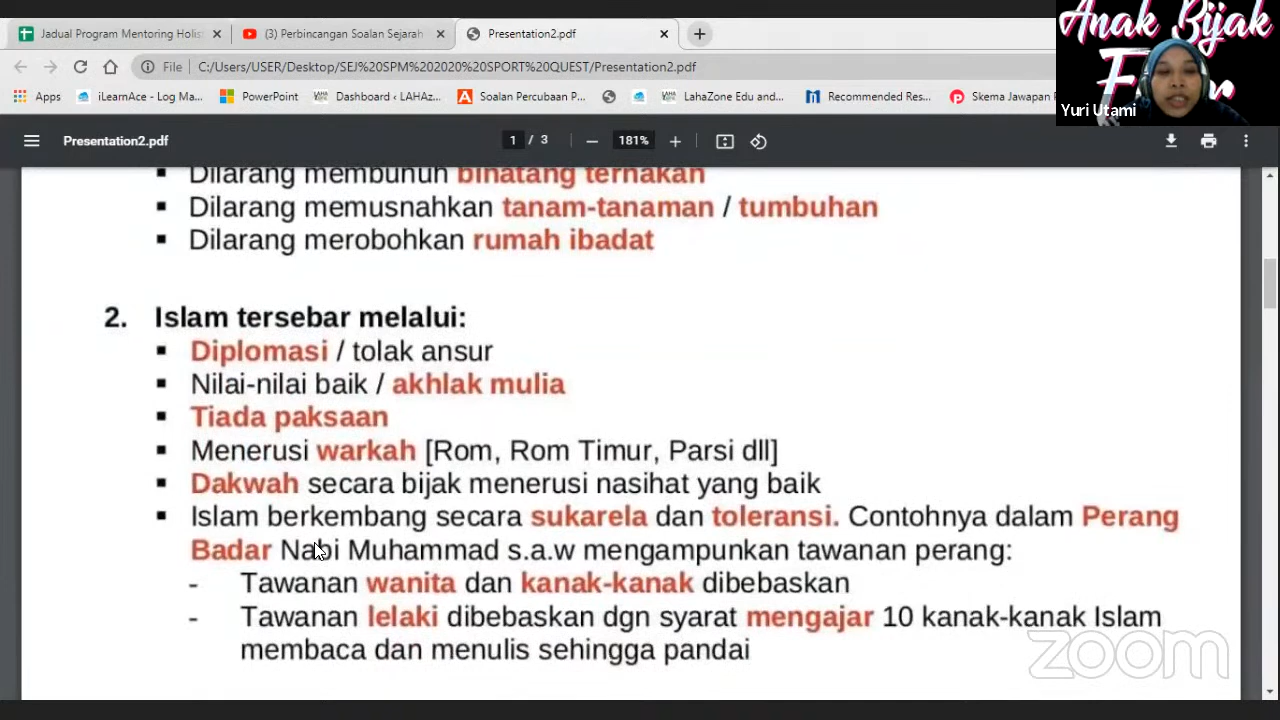 Jadual Program Mentoring Holis
(3) Perbincangan Soalan Sejarah
Presentation2.pdf
File
C:/Users/USER/Desktop/SEJ%20SPM%202020%20SPORT%20QUEST/Presentation2.pdf
Apps
iLearnAce - Log Ma...
PowerPoint
Dashboard ‹ LAHAz...
Soalan Percubaan P...
LahaZone Edu and...
Recommended Res...
Skema Jawapan P
Anak Bijak
Yuri Utami
Presentation2.pdf
1 / 3
181%
▪ Dilarang membunuh binatang ternakan
▪ Dilarang memusnahkan tanam-tanaman / tumbuhan
▪ Dilarang merobohkan rumah ibadat
2. Islam tersebar melalui:
▪ Diplomasi / tolak ansur
▪ Nilai-nilai baik / akhlak mulia
▪ Tiada paksaan
▪ Menerusi warkah [Rom, Rom Timur, Parsi dll]
▪ Dakwah secara bijak menerusi nasihat yang baik
▪ Islam berkembang secara sukarela dan toleransi. Contohnya dalam Perang
Badar Nabi Muhammad s.a.w mengampunkan tawanan perang:
- Tawanan wanita dan kanak-kanak dibebaskan
- Tawanan lelaki dibebaskan dgn syarat mengajar 10 kanak-kanak Islam
membaca dan menulis sehingga pandai
zoom